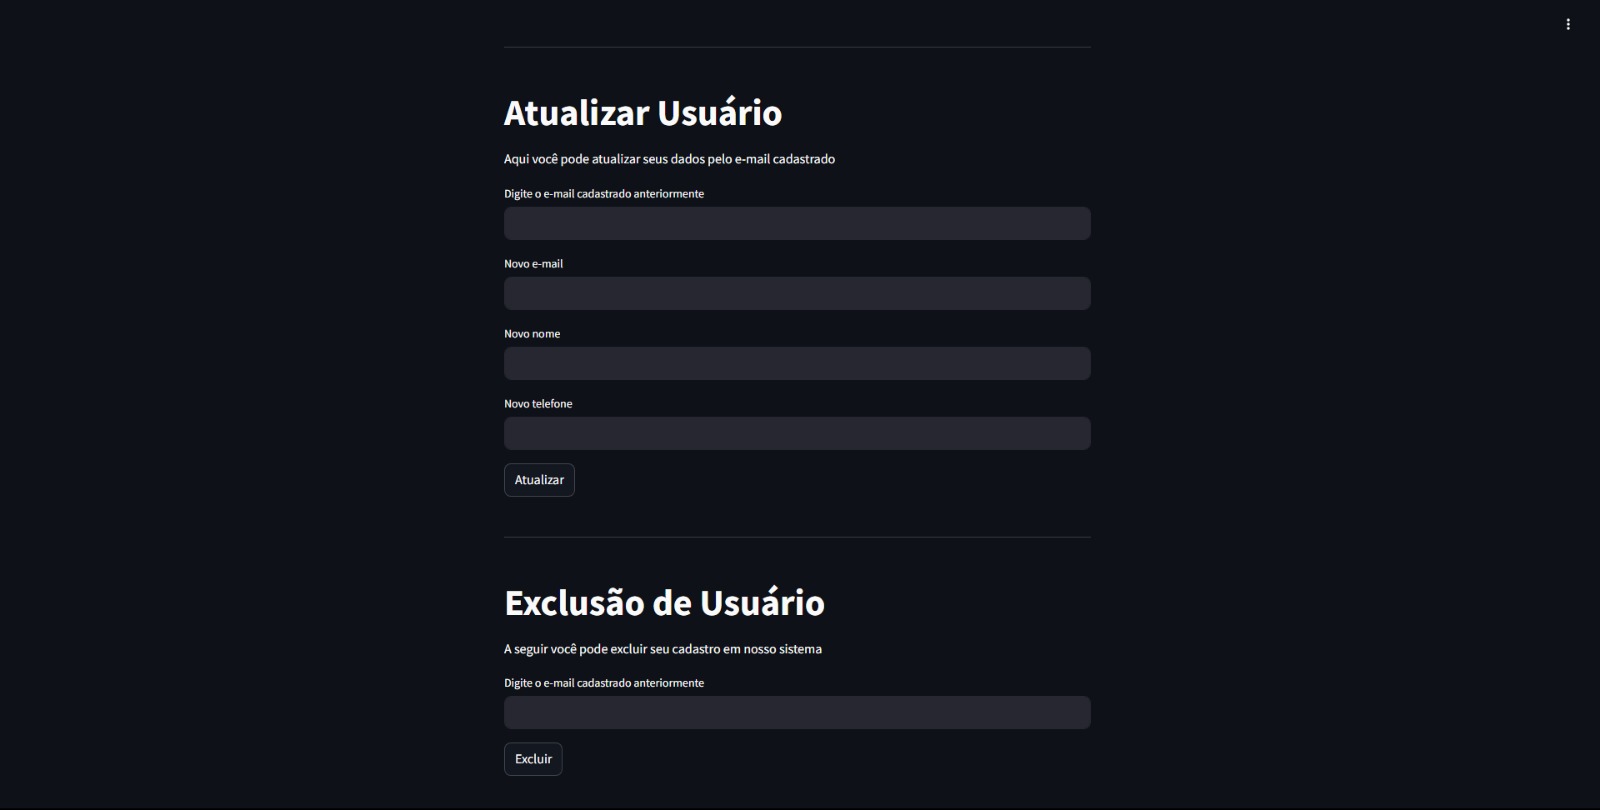 Atualizar Usuário
Aqui você pode atualizar seus dados pelo e-mail cadastrado
Digite o e-mail cadastrado anteriormente
Novo e-mail
Novo nome
Novo telefone
Atualizar
Exclusão de Usuário
A seguir você pode excluir seu cadastro em nosso sistema
Digite o e-mail cadastrado anteriormente
Excluir